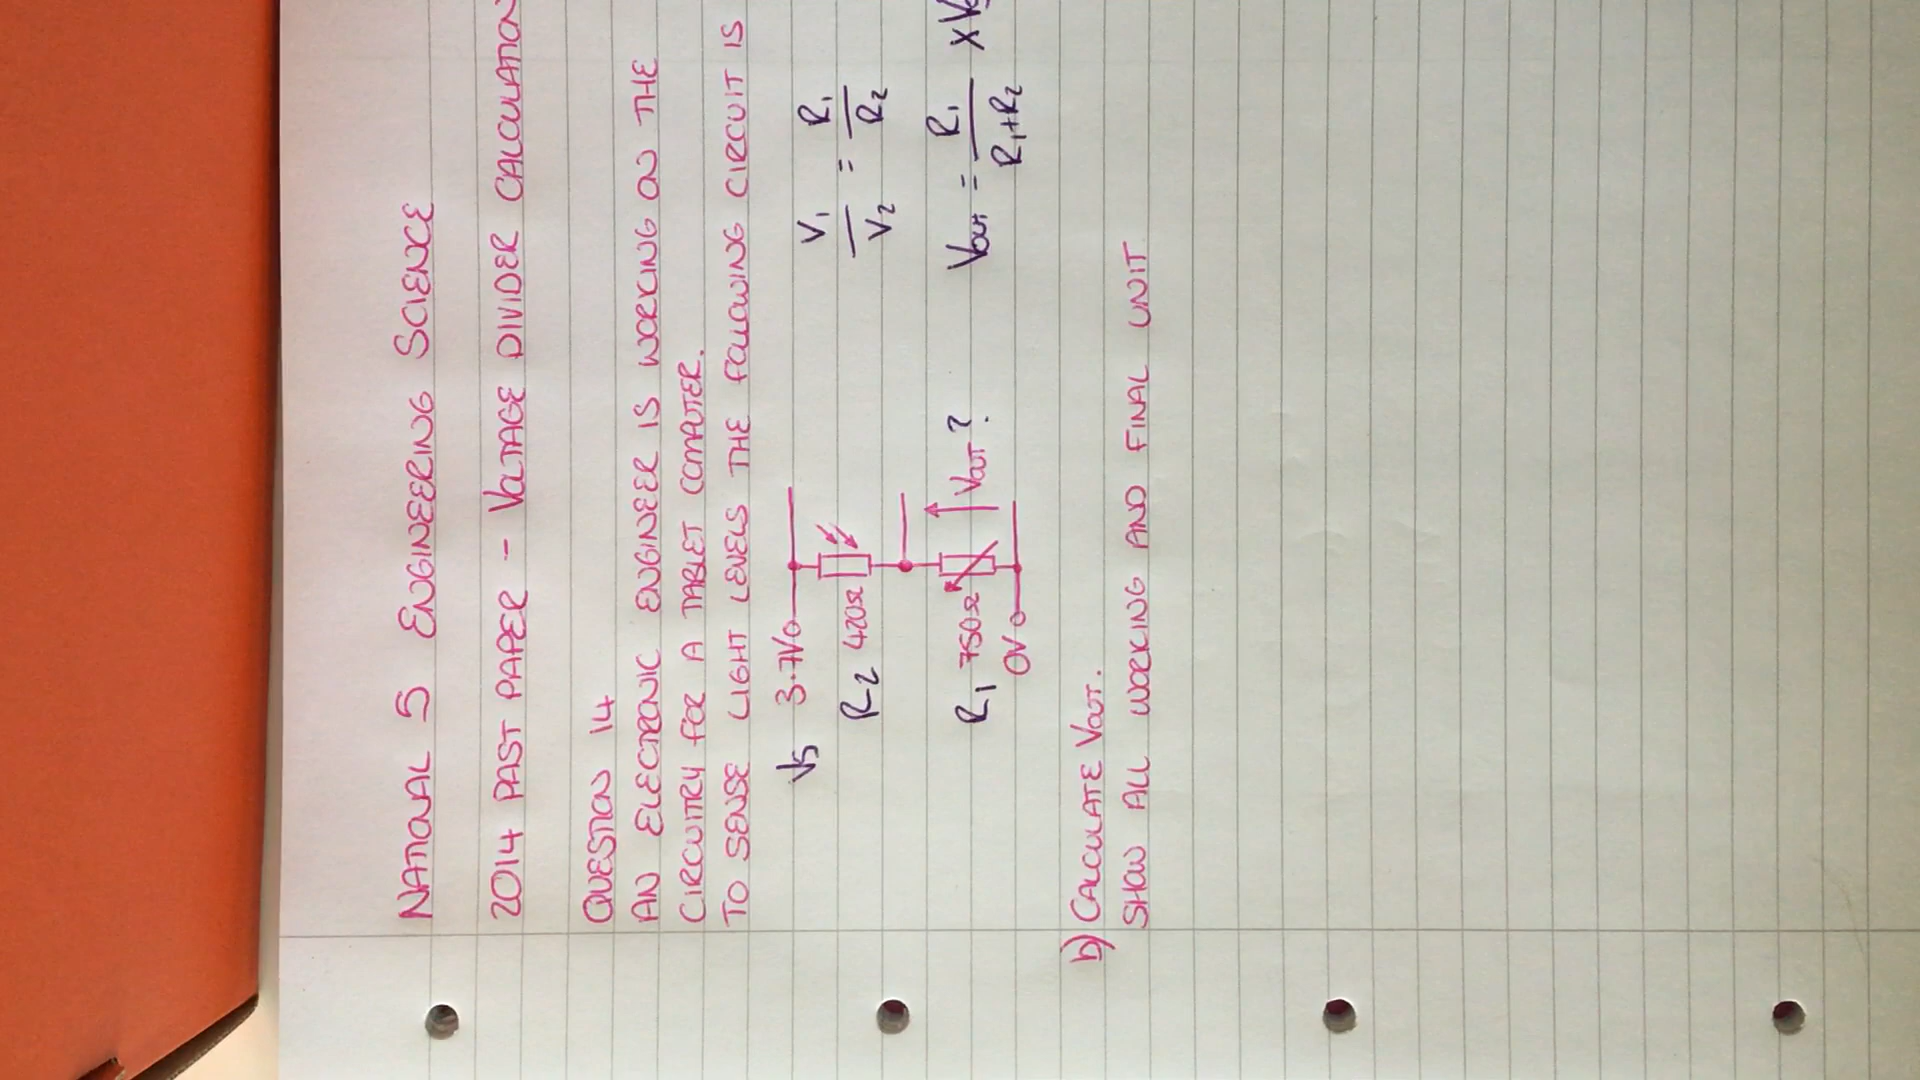 NATIONAL 5 ENGINEERING SCIENCE
2014 PAST PAPER - VOLTAGE DIVIDER CALCULATION
QUESTION 14
AN ELECTRONIC ENGINEER IS WORKING ON THE
CIRCUITRY FOR A TABLET COMPUTER.
TO SENSE LIGHT LEVELS THE FOLLOWING CIRCUIT IS
Vs 3.7V
R2 420Ω
R1 750Ω
0V
VOUT?
V1/V2 = R1/R2
VOUT = R1/R1+R2 X
b) CALCULATE VOUT.
SHOW ALL WORKING AND FINAL UNIT